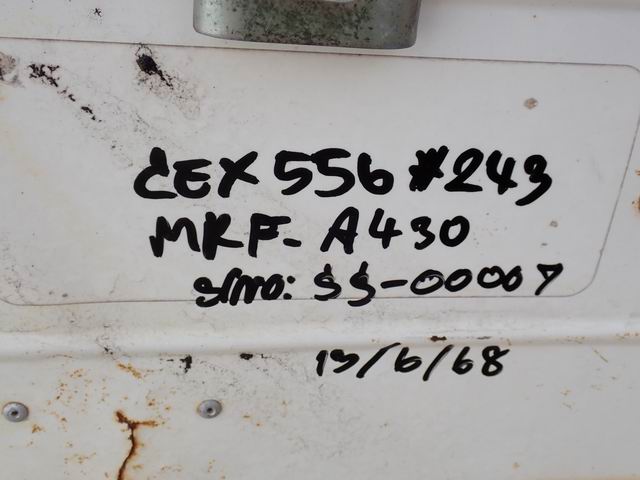 CEX 556 #243
MKF- A430
S/no: SS-00007
13/6/68